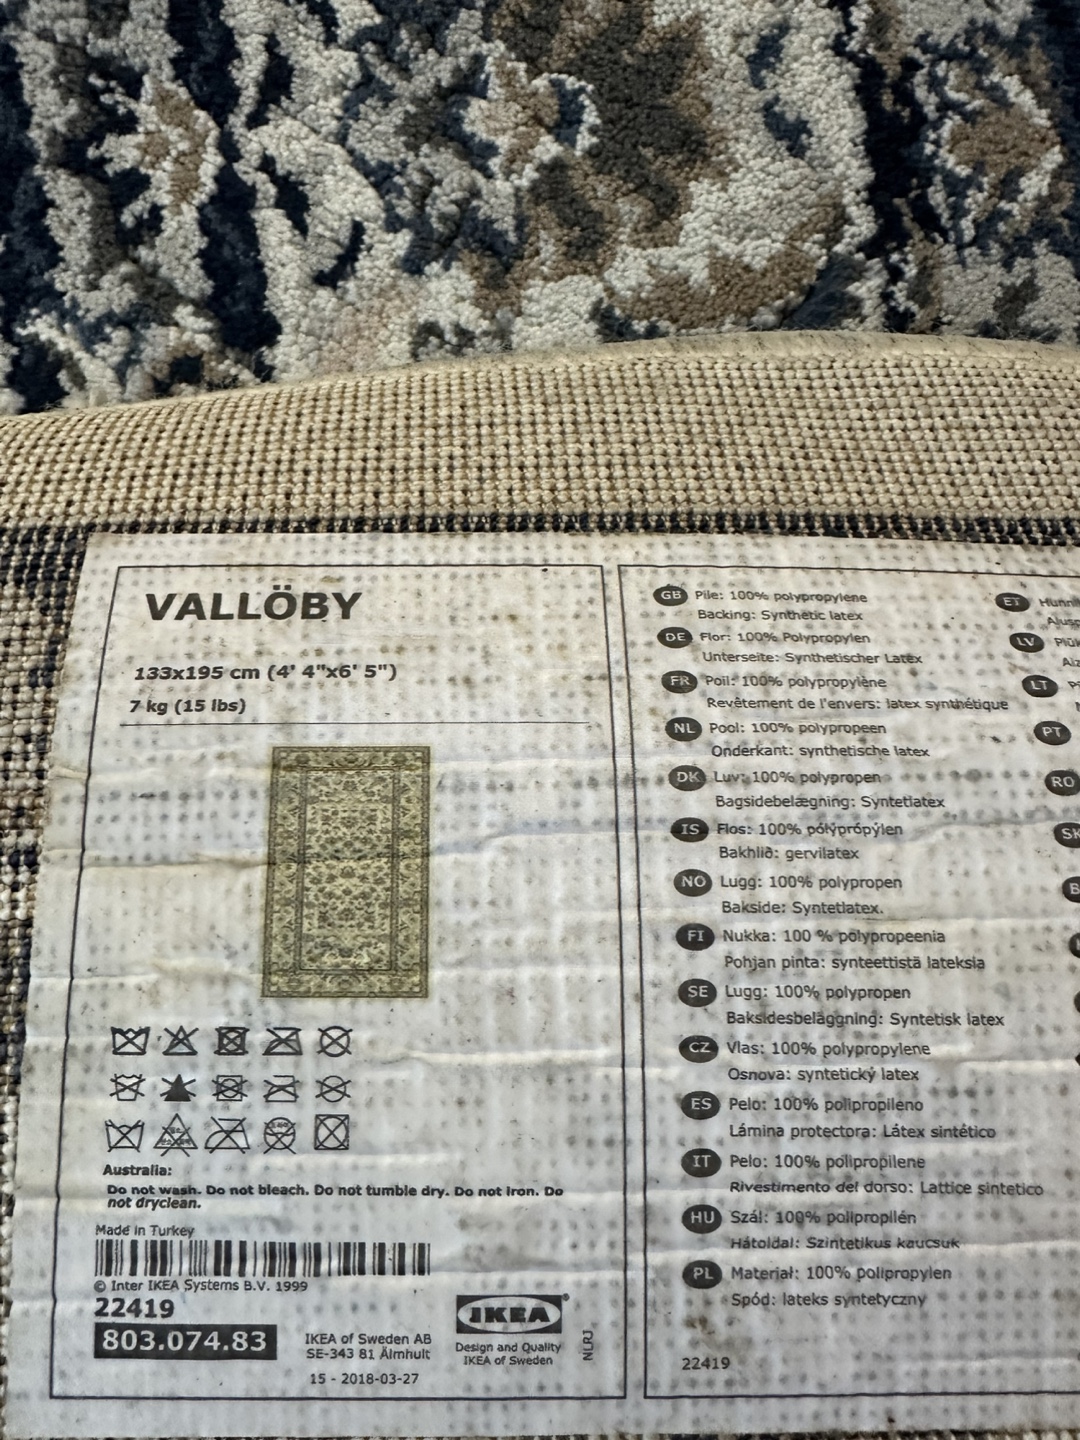 VALLÖBY
133x195 cm (4' 4"x6' 5")
7 kg (15 lbs)
Australia:
Do not wash. Do not bleach. Do not tumble dry. Do not iron. Do
not dryclean.
Made in Turkey
© Inter IKEA Systems B.V. 1999
22419
803.074.83
IKEA of Sweden AB
SE-343 81 Älmhult
15 - 2018-03-27
IKEA®
Design and Quality
IKEA of Sweden
NLRJ
GB Pile: 100% polypropylene
Backing: Synthetic latex
DE Flor: 100% Polypropylen
Unterseite: Synthetischer Latex
FR Poil: 100% polypropylène
Revêtement de l'envers: latex synthétique
NL Pool: 100% polypropeen
Onderkant: synthetische latex
DK Luv: 100% polypropen
Bagsidebelægning: Syntetlatex
IS Flos: 100% pólýprópýlen
Bakhlið: gervilatex
NO Lugg: 100% polypropen
Bakside: Syntetlatex.
FI Nukka: 100 % polypropeenia
Pohjan pinta: synteettistä lateksia
SE Lugg: 100% polypropen
Baksidesbeläggning: Syntetisk latex
CZ Vlas: 100% polypropylene
Osnova: syntetický latex
ES Pelo: 100% polipropileno
Lámina protectora: Látex sintético
IT Pelo: 100% polipropilene
Rivestimento del dorso: Lattice sintetico
HU Szál: 100% polipropilén
Hátoldal: Szintetikus kaucsuk
PL Materiał: 100% polipropylen
Spód: lateks syntetyczny
22419
ET
LV
LT
PT
RO